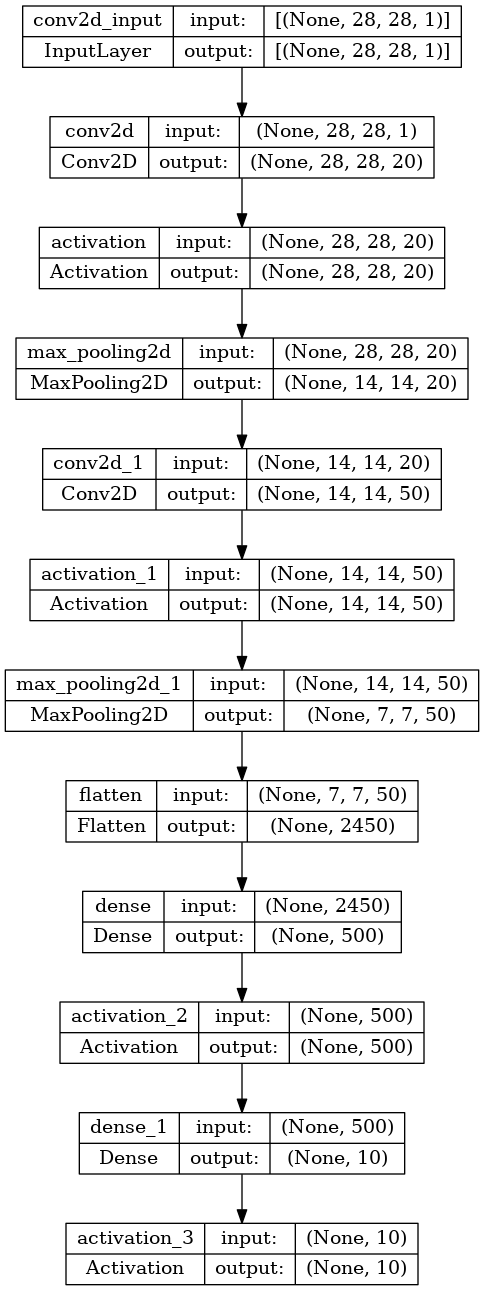 conv2d_input input: [(None, 28, 28, 1)]
InputLayer output: [(None, 28, 28, 1)]
conv2d input: (None, 28, 28, 1)
Conv2D output: (None, 28, 28, 20)
activation input: (None, 28, 28, 20)
Activation output: (None, 28, 28, 20)
max_pooling2d input: (None, 28, 28, 20)
MaxPooling2D output: (None, 14, 14, 20)
conv2d_1 input: (None, 14, 14, 20)
Conv2D output: (None, 14, 14, 50)
activation_1 input: (None, 14, 14, 50)
Activation output: (None, 14, 14, 50)
max_pooling2d_1 input: (None, 14, 14, 50)
MaxPooling2D output: (None, 7, 7, 50)
flatten input: (None, 7, 7, 50)
Flatten output: (None, 2450)
dense input: (None, 2450)
Dense output: (None, 500)
activation_2 input: (None, 500)
Activation output: (None, 500)
dense_1 input: (None, 500)
Dense output: (None, 10)
activation_3 input: (None, 10)
Activation output: (None, 10)